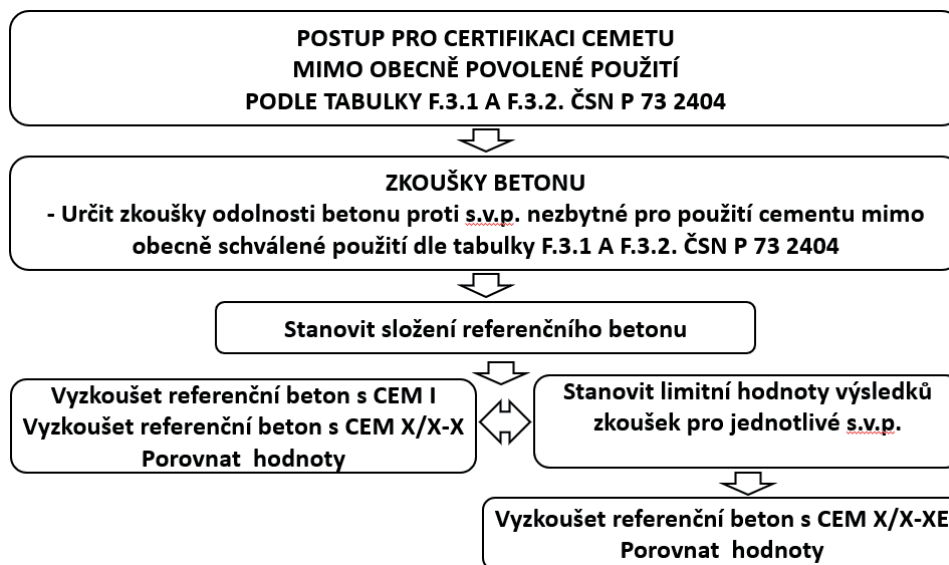 POSTUP PRO CERTIFIKACI CEMETU
MIMO OBECNĚ POVOLENÉ POUŽITÍ
PODLE TABULKY F.3.1 A F.3.2. ČSN P 73 2404
ZKOUŠKY BETONU
- Určit zkoušky odolnosti betonu proti s.v.p. nezbytné pro použití cementu mimo
obecně schválené použití dle tabulky F.3.1 A F.3.2. ČSN P 73 2404
Stanovit složení referenčního betonu
Vyzkoušet referenční beton s CEM I
Vyzkoušet referenční beton s CEM X/X-X
Porovnat hodnoty
Stanovit limitní hodnoty výsledků
zkoušek pro jednotlivé s.v.p.
Vyzkoušet referenční beton s CEM X/X-XE
Porovnat hodnoty